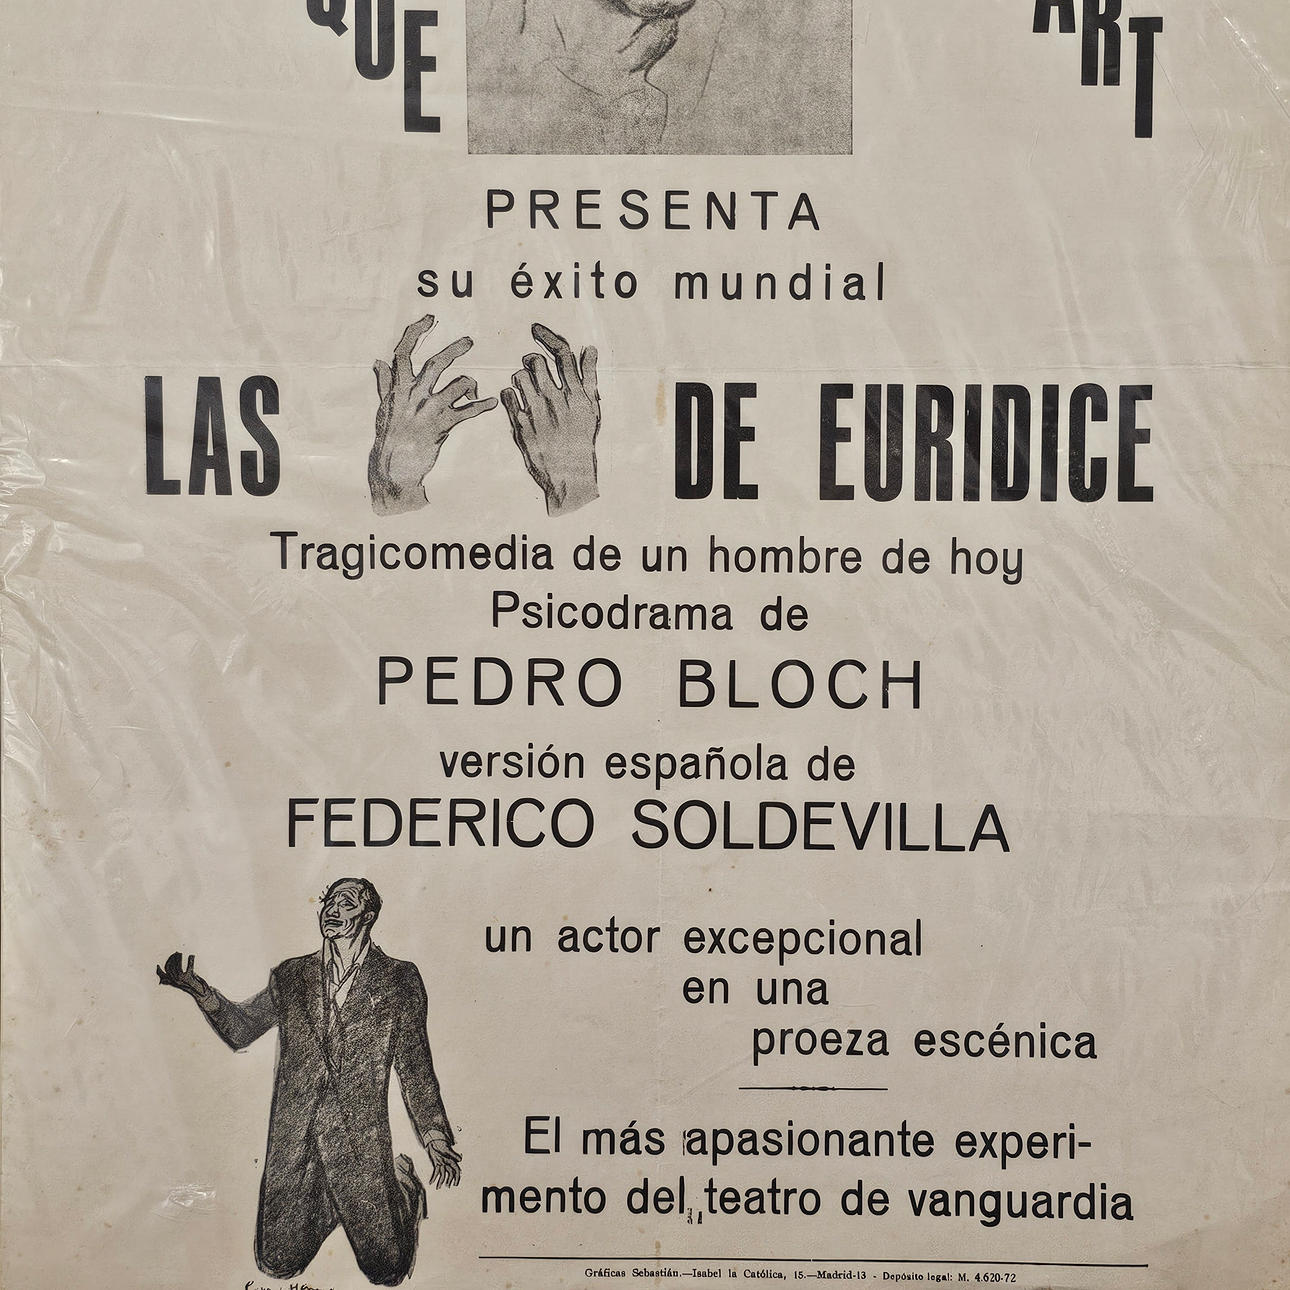 QUE
ART
PRESENTA
su éxito mundial
LAS DE EURIDICE
Tragicomedia de un hombre de hoy
Psicodrama de
PEDRO BLOCH
versión española de
FEDERICO SOLDEVILLA
un actor excepcional
en una
proeza escénica
El más apasionante experi-
mento del teatro de vanguardia
Gráficas Sebastián.—Isabel la Católica, 15.—Madrid-13 - Depósito legal: M. 4.620-72